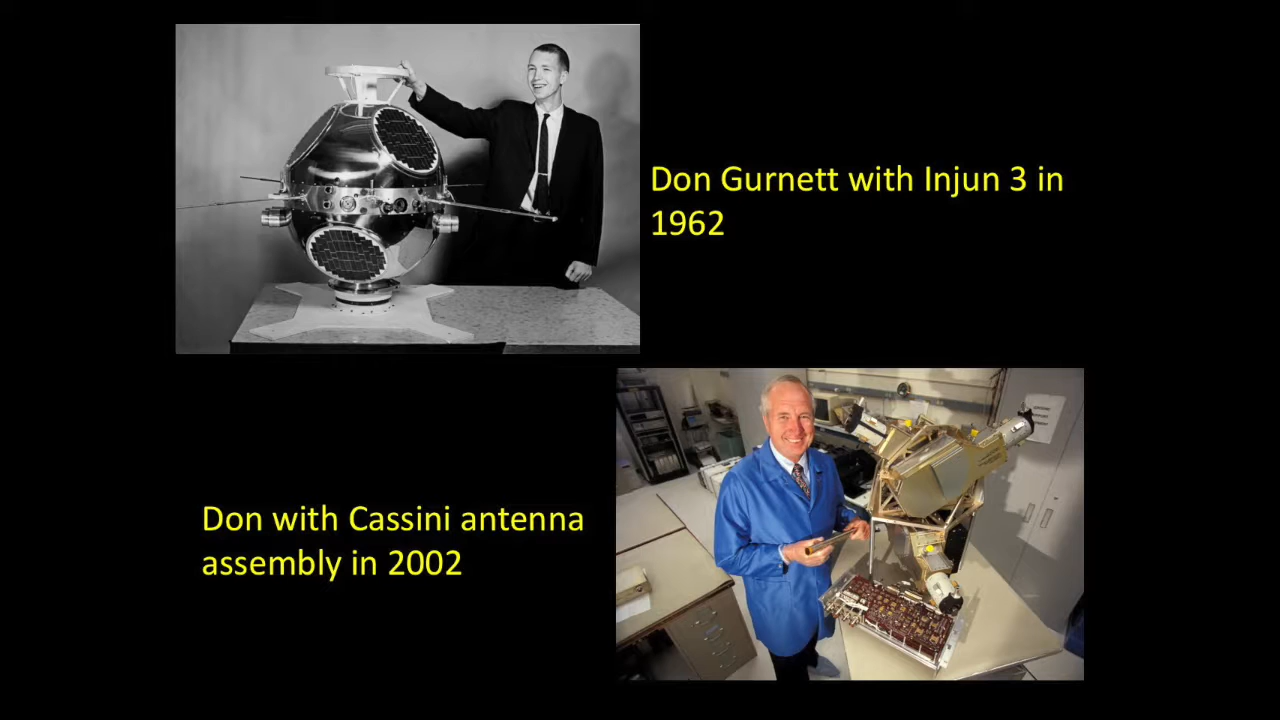 Don Gurnett with Injun 3 in
1962
Don with Cassini antenna
assembly in 2002